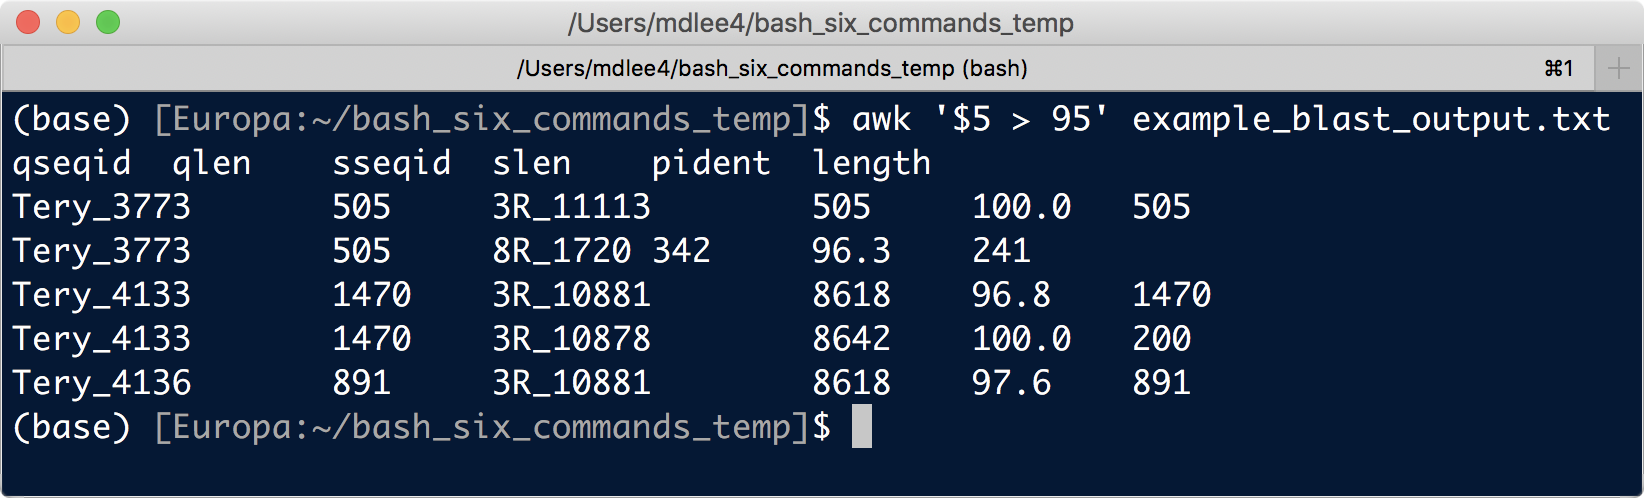 /Users/mdlee4/bash_six_commands_temp
/Users/mdlee4/bash_six_commands_temp (bash) ⌘1 +
(base) [Europa:~/bash_six_commands_temp]$ awk '$5 > 95' example_blast_output.txt
qseqid qlen sseqid slen pident length
Tery_3773 505 3R_11113 505 100.0 505
Tery_3773 505 8R_1720 342 96.3 241
Tery_4133 1470 3R_10881 8618 96.8 1470
Tery_4133 1470 3R_10878 8642 100.0 200
Tery_4136 891 3R_10881 8618 97.6 891
(base) [Europa:~/bash_six_commands_temp]$